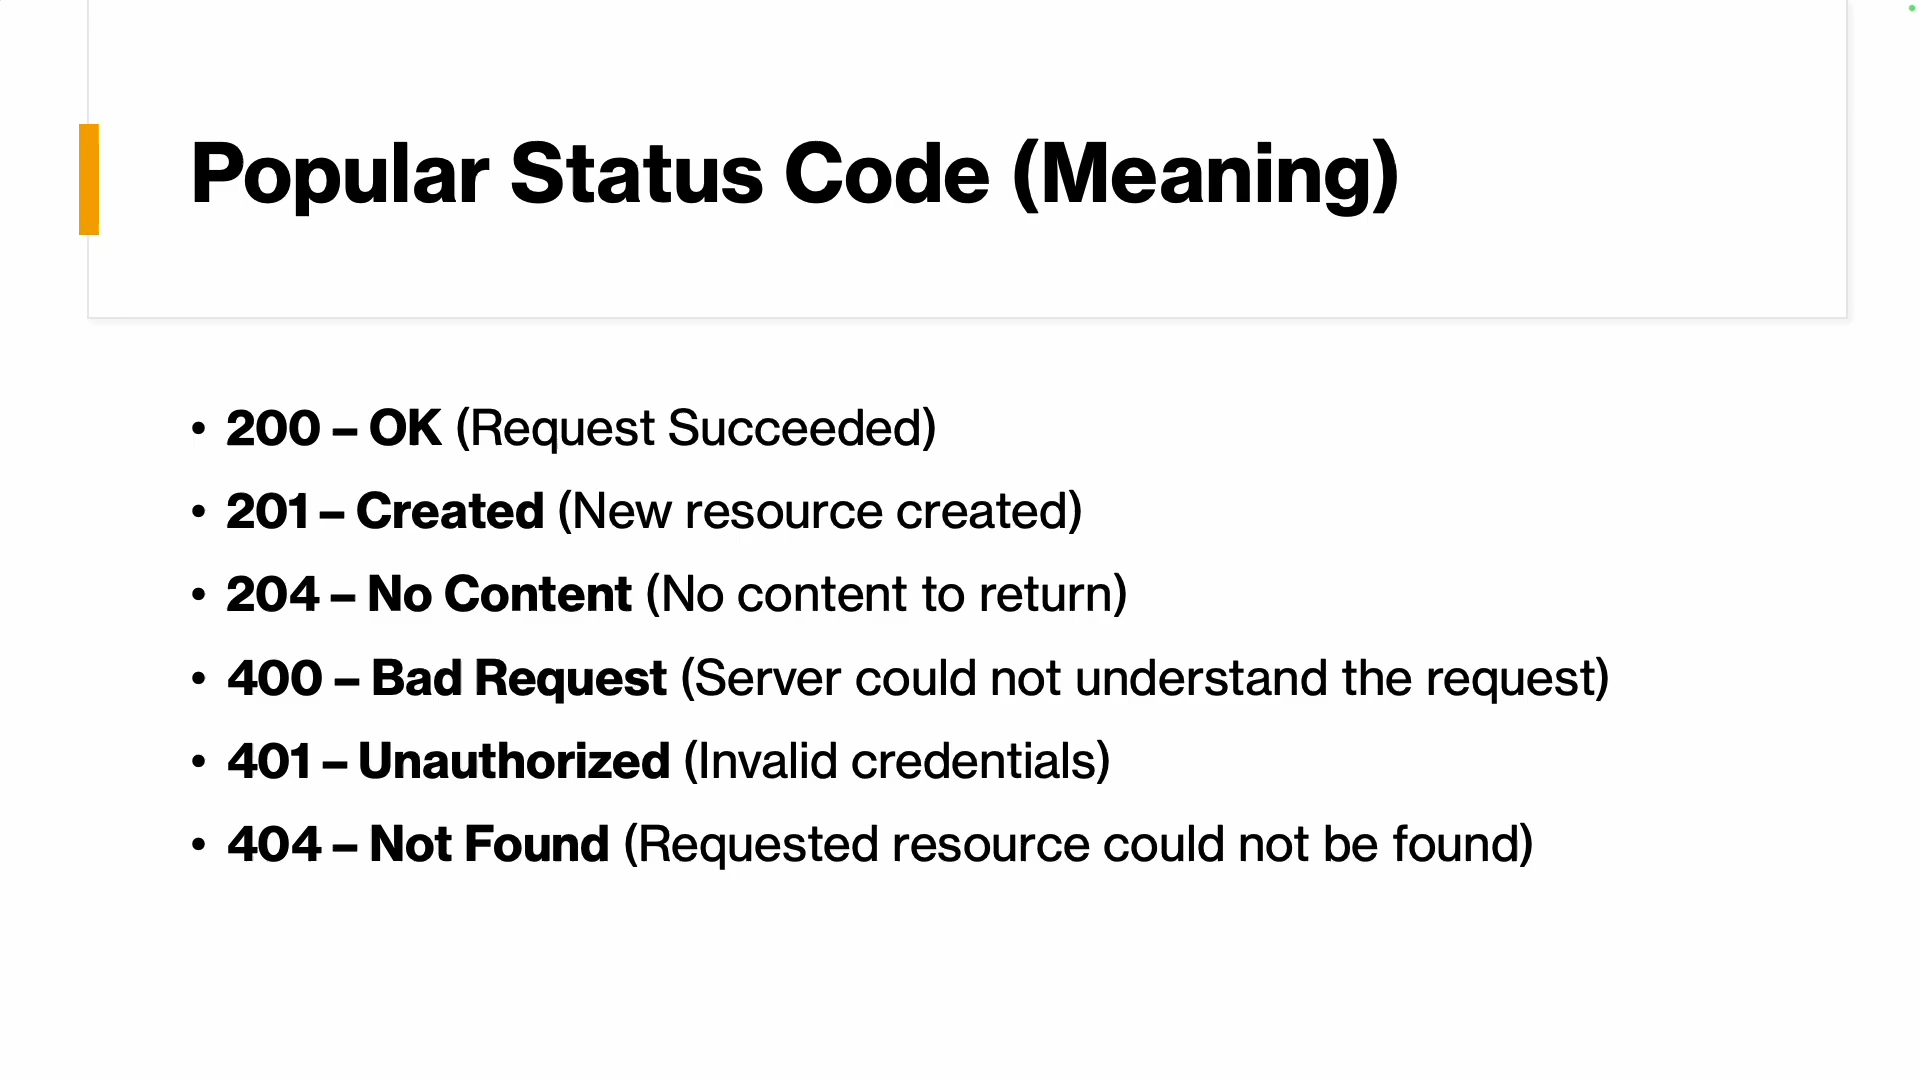 Popular Status Code (Meaning)
• 200 – OK (Request Succeeded)
• 201 – Created (New resource created)
• 204 – No Content (No content to return)
• 400 – Bad Request (Server could not understand the request)
• 401 – Unauthorized (Invalid credentials)
• 404 – Not Found (Requested resource could not be found)